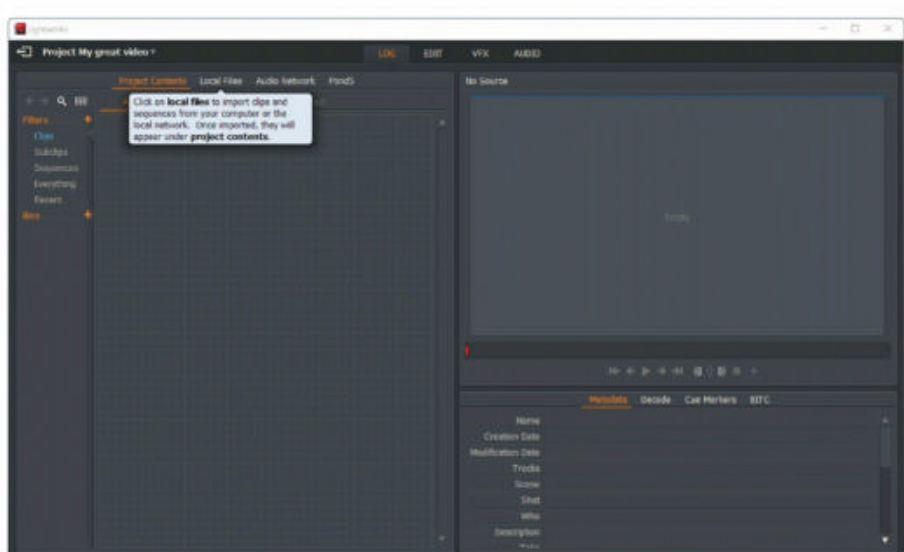 Lightworks
Project My great video
LOG EDIT VFX AUDIO
Project Contents Local Files Audio Network Pond5
No Source
Click on local files to import clips and
sequences from your computer or the
local network. Once imported, they will
appear under project contents.
Filters +
Clips
Subclips
Sequences
Everything
Recent
Bins +
Empty
Metadata Decode Cue Markers BITC
Name
Creation Date
Modification Date
Tracks
Scene
Shot
Who
Description